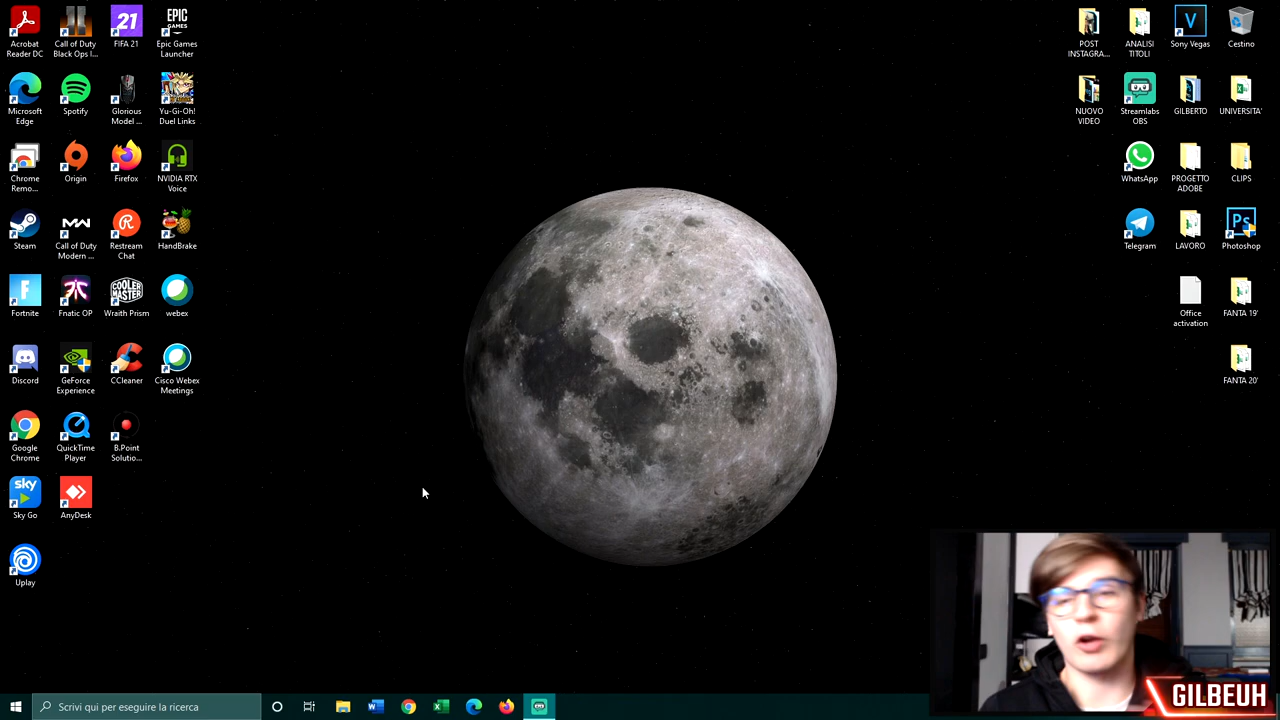 Acrobat
Reader DC
Call of Duty
Black Ops I...
21
FIFA 21
EPIC
GAMES
Epic Games
Launcher
Microsoft
Edge
Spotify
Glorious
Model ...
Yu-Gi-Oh!
Duel Links
Chrome
Remo...
Origin
Firefox
NVIDIA RTX
Voice
Steam
MW
Call of Duty
Modern ...
Restream
Chat
HandBrake
Fortnite
Fnatic OP
COOLER
MASTER
Wraith Prism
webex
Discord
GeForce
Experience
CCleaner
Cisco Webex
Meetings
Google
Chrome
QuickTime
Player
B.Point
Solutio...
sky
Sky Go
AnyDesk
Uplay
POST
INSTAGRA...
ANALISI
TITOLI
V
Sony Vegas
Cestino
NUOVO
VIDEO
Streamlabs
OBS
GILBERTO
UNIVERSITA'
WhatsApp
PROGETTO
ADOBE
CLIPS
Telegram
LAVORO
Ps
Photoshop
Office
activation
FANTA 19'
FANTA 20'
GILBEUH
Scrivi qui per eseguire la ricerca